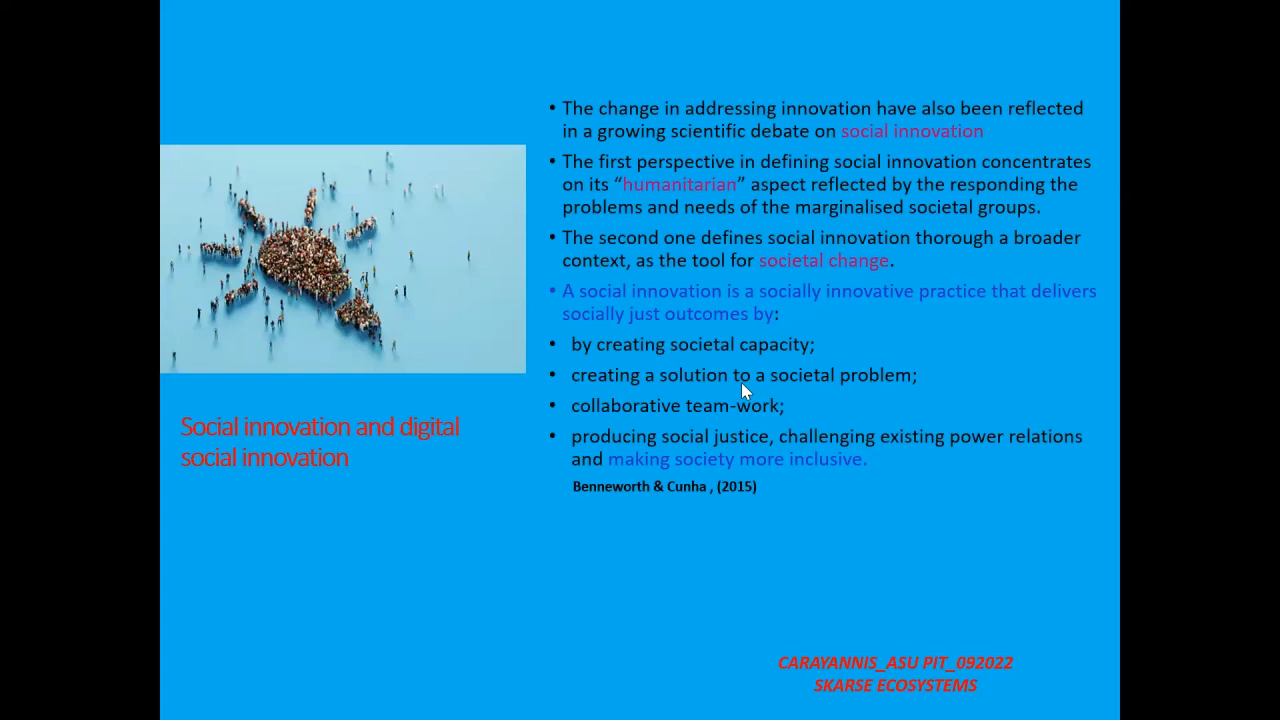 • The change in addressing innovation have also been reflected
in a growing scientific debate on social innovation
• The first perspective in defining social innovation concentrates
on its “humanitarian” aspect reflected by the responding the
problems and needs of the marginalised societal groups.
• The second one defines social innovation thorough a broader
context, as the tool for societal change.
• A social innovation is a socially innovative practice that delivers
socially just outcomes by:
• by creating societal capacity;
• creating a solution to a societal problem;
• collaborative team-work;
• producing social justice, challenging existing power relations
and making society more inclusive.
Benneworth & Cunha , (2015)
Social innovation and digital
social innovation
CARAYANNIS_ASU PIT_092022
SKARSE ECOSYSTEMS